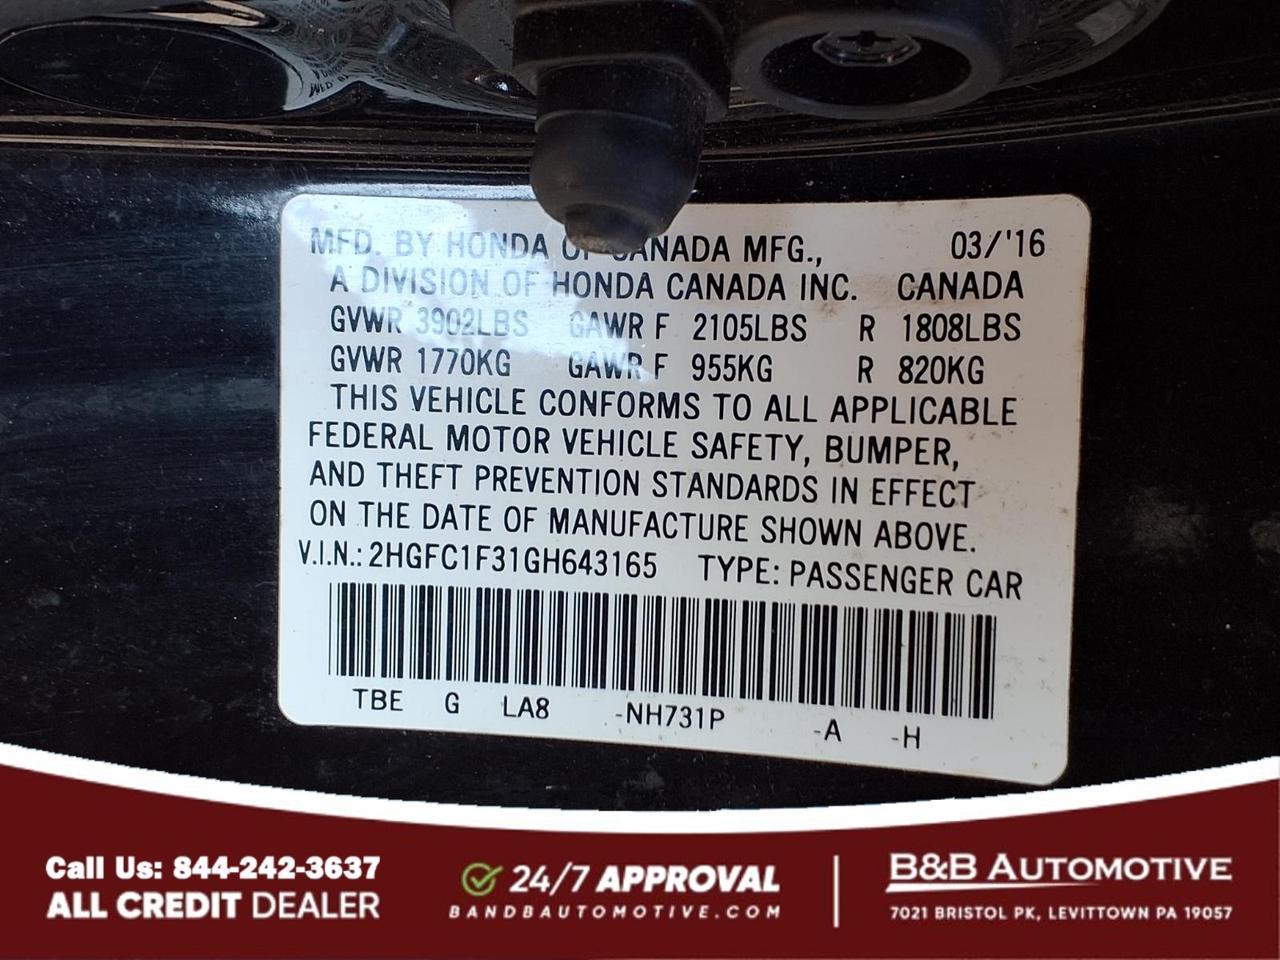 MFD. BY HONDA OF CANADA MFG., 03/'16
A DIVISION OF HONDA CANADA INC. CANADA
GVWR 3902LBS GAWR F 2105LBS R 1808LBS
GVWR 1770KG GAWR F 955KG R 820KG
THIS VEHICLE CONFORMS TO ALL APPLICABLE
FEDERAL MOTOR VEHICLE SAFETY, BUMPER,
AND THEFT PREVENTION STANDARDS IN EFFECT
ON THE DATE OF MANUFACTURE SHOWN ABOVE.
V.I.N.: 2HGFC1F31GH643165 TYPE: PASSENGER CAR
TBE G LA8 -NH731P -A -H
Call Us: 844-242-3637
ALL CREDIT DEALER
24/7 APPROVAL
BANDBAUTOMOTIVE.COM
B&B AUTOMOTIVE
7021 BRISTOL PK, LEVITTOWN PA 19057